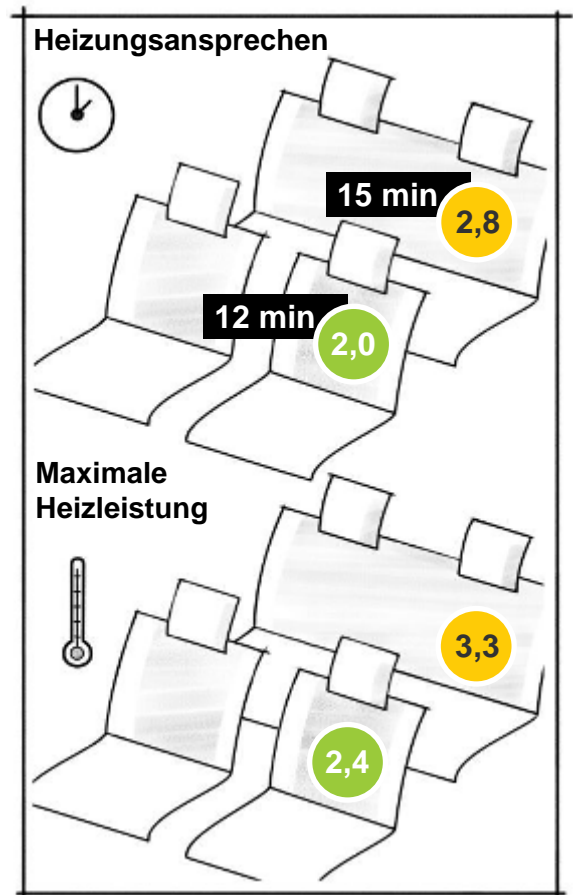 Heizungsansprechen
15 min
2,8
12 min
2,0
Maximale
Heizleistung
3,3
2,4